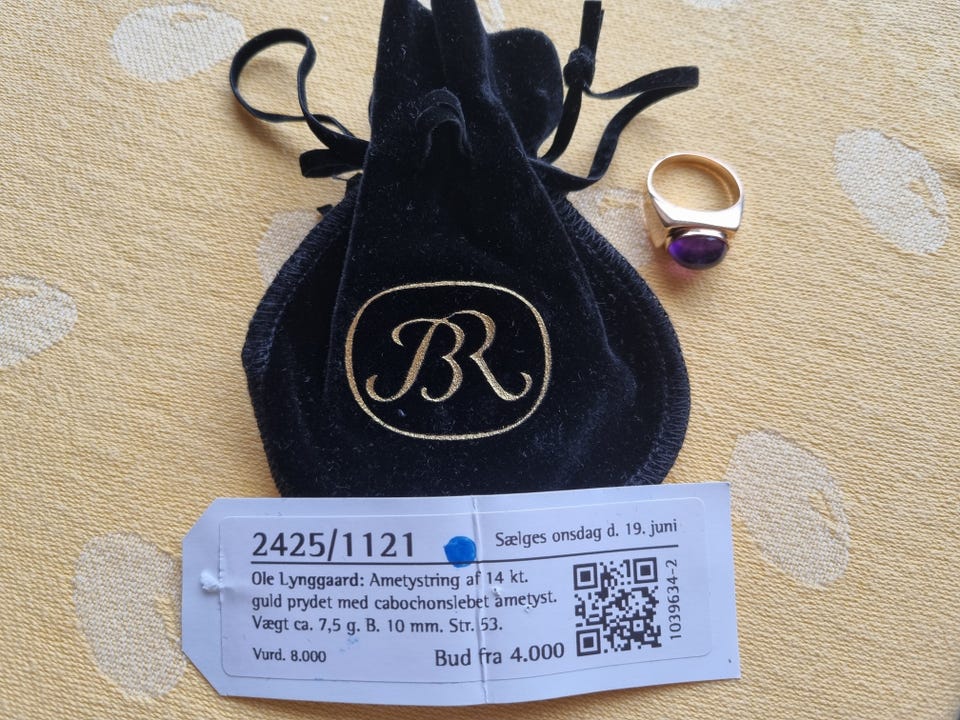 BR
2425/1121
Sælges onsdag d. 19. juni
Ole Lynggaard: Ametystring af 14 kt.
guld prydet med cabochonslebet ametyst.
Vægt ca. 7,5 g. B. 10 mm. Str. 53.
Vurd. 8.000
Bud fra 4.000
1039634-2